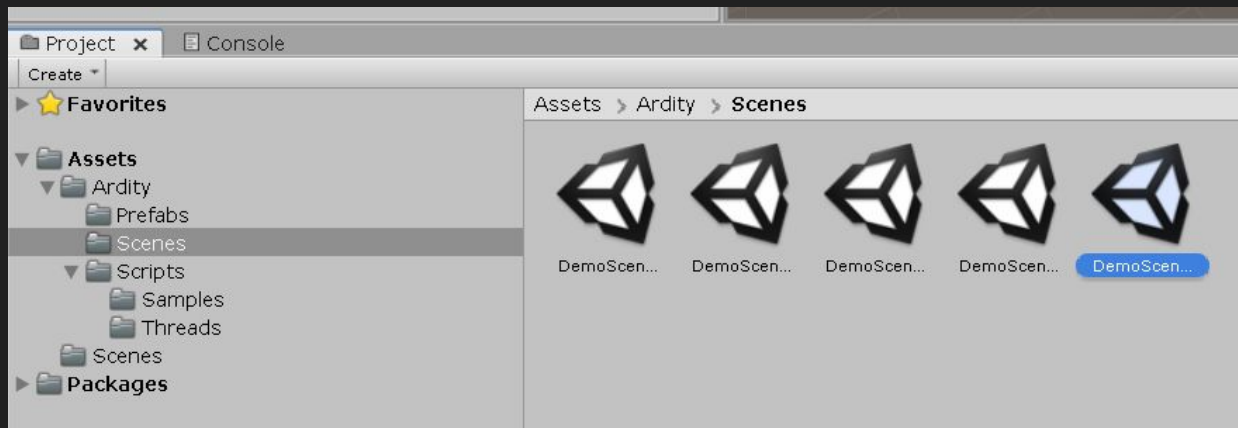 Project Console
Create
Favorites
Assets
Ardity
Prefabs
Scenes
Scripts
Samples
Threads
Scenes
Packages
Assets > Ardity > Scenes
DemoScen... DemoScen... DemoScen... DemoScen... DemoScen...